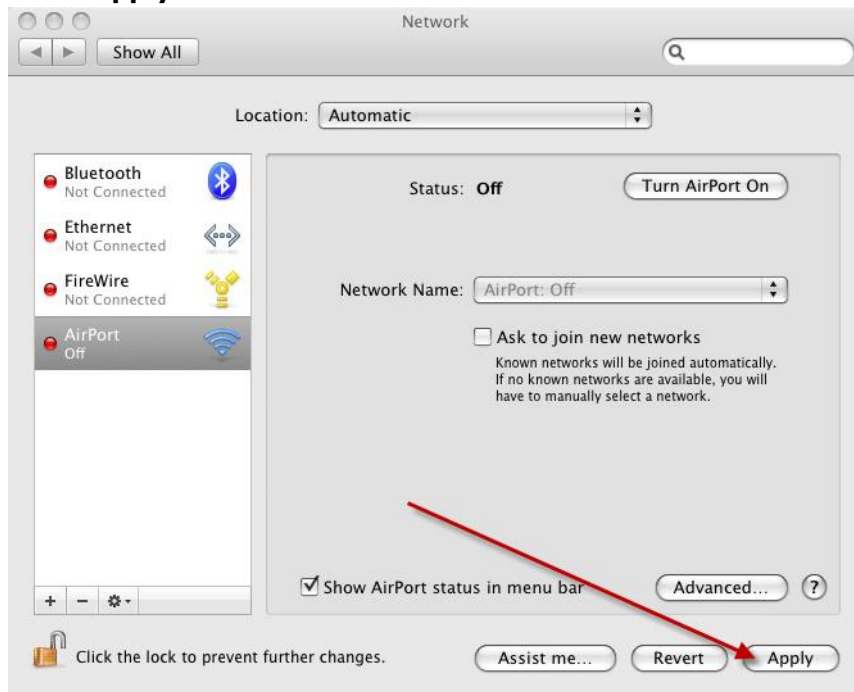 Network
Show All
Location: Automatic
Bluetooth
Not Connected
Ethernet
Not Connected
FireWire
Not Connected
AirPort
Off
Status: Off
Turn AirPort On
Network Name: AirPort: Off
Ask to join new networks
Known networks will be joined automatically.
If no known networks are available, you will
have to manually select a network.
Show AirPort status in menu bar
Advanced...
?
+ −
Click the lock to prevent further changes.
Assist me...
Revert
Apply